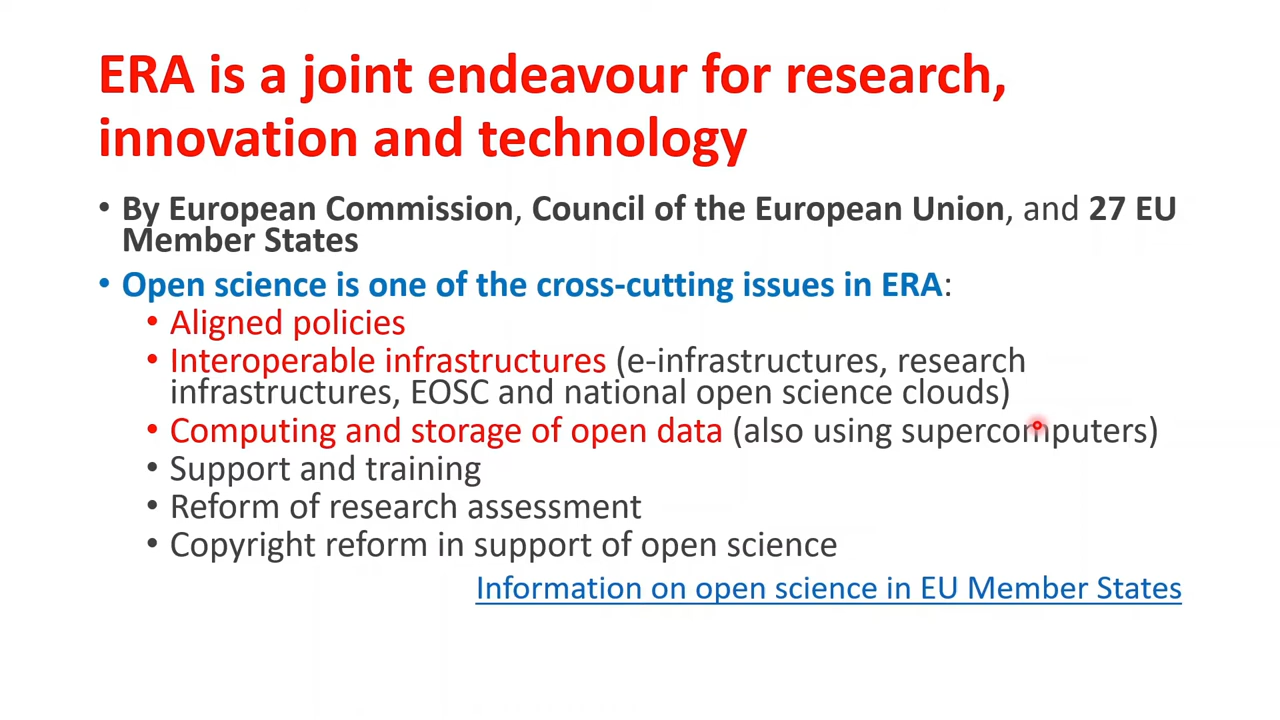 ERA is a joint endeavour for research,
innovation and technology
• By European Commission, Council of the European Union, and 27 EU
Member States
• Open science is one of the cross-cutting issues in ERA:
• Aligned policies
• Interoperable infrastructures (e-infrastructures, research
infrastructures, EOSC and national open science clouds)
• Computing and storage of open data (also using supercomputers)
• Support and training
• Reform of research assessment
• Copyright reform in support of open science
Information on open science in EU Member States